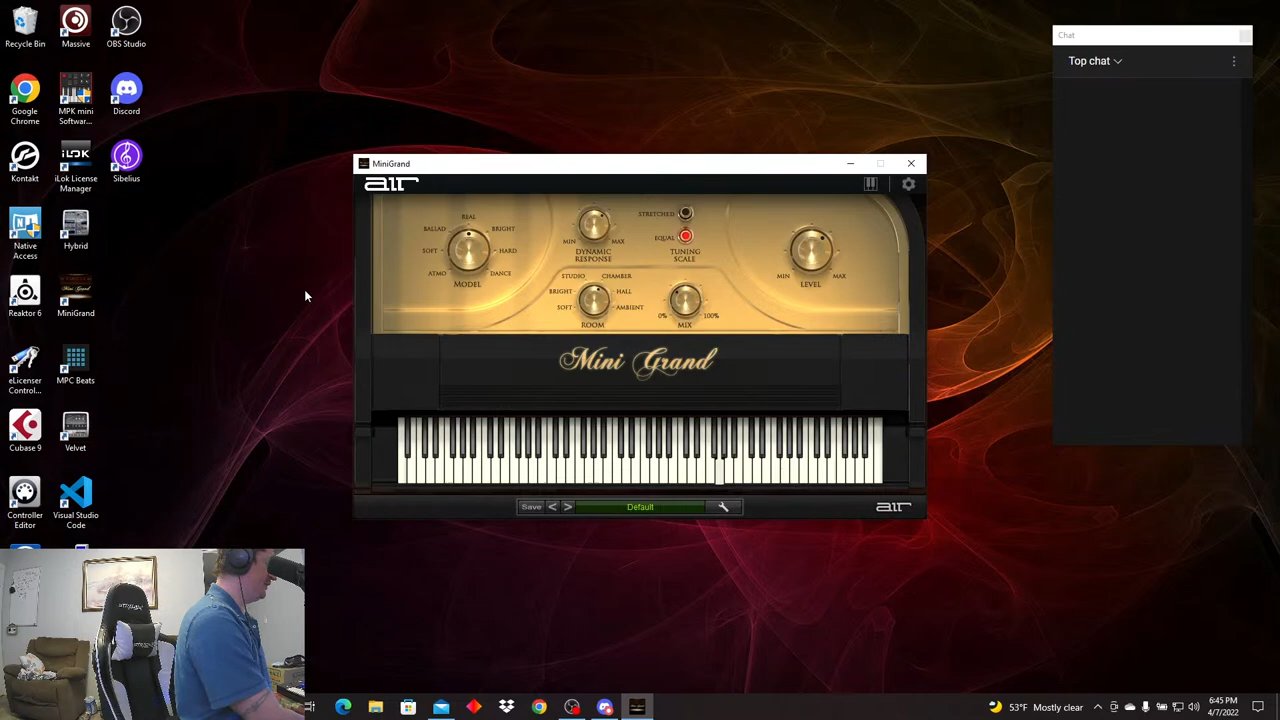 Recycle Bin
Massive
OBS Studio
Google Chrome
MPK mini Softwar...
Discord
Kontakt
iLOK
iLok License Manager
Sibelius
Native Access
Hybrid
Reaktor 6
MiniGrand
eLicenser Control...
MPC Beats
Cubase 9
Velvet
Controller Editor
Visual Studio Code
MiniGrand
air
REAL
BALLAD
BRIGHT
SOFT
HARD
ATMO
DANCE
MODEL
MIN
MAX
DYNAMIC
RESPONSE
STRETCHED
EQUAL
TUNING
SCALE
STUDIO
CHAMBER
BRIGHT
HALL
SOFT
AMBIENT
ROOM
0%
100%
MIX
MIN
MAX
LEVEL
Mini Grand
Save
<
>
Default
air
Chat
Top chat
53°F Mostly clear
6:45 PM
4/7/2022